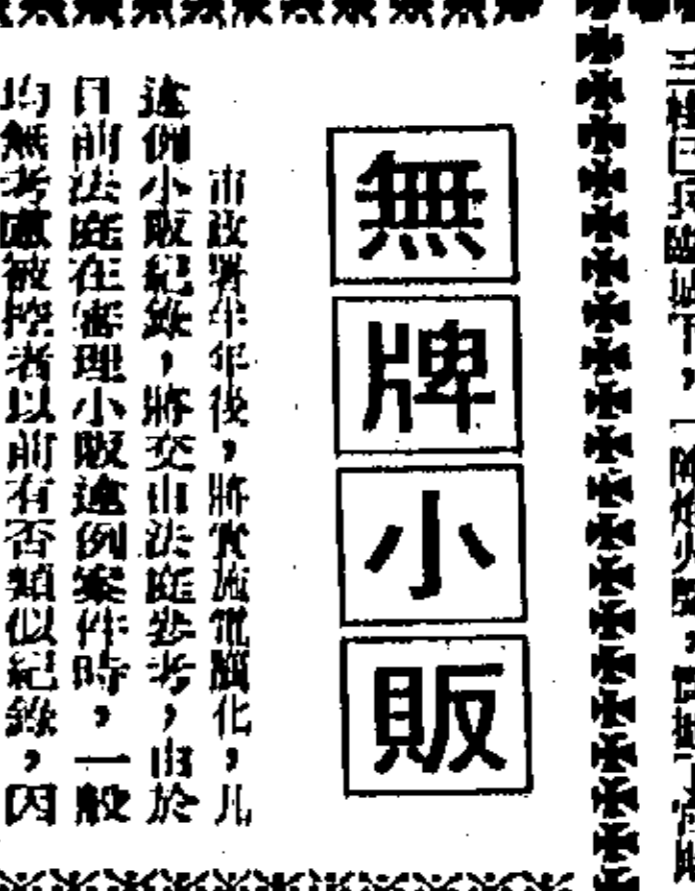 無牌小販
市政署半年後，將實施電腦化，凡
違例小販紀錄，將交由法庭參考，由於
目前法庭在審理小販違例案件時，一般
均無考慮被控者以前有否類似紀錄，因